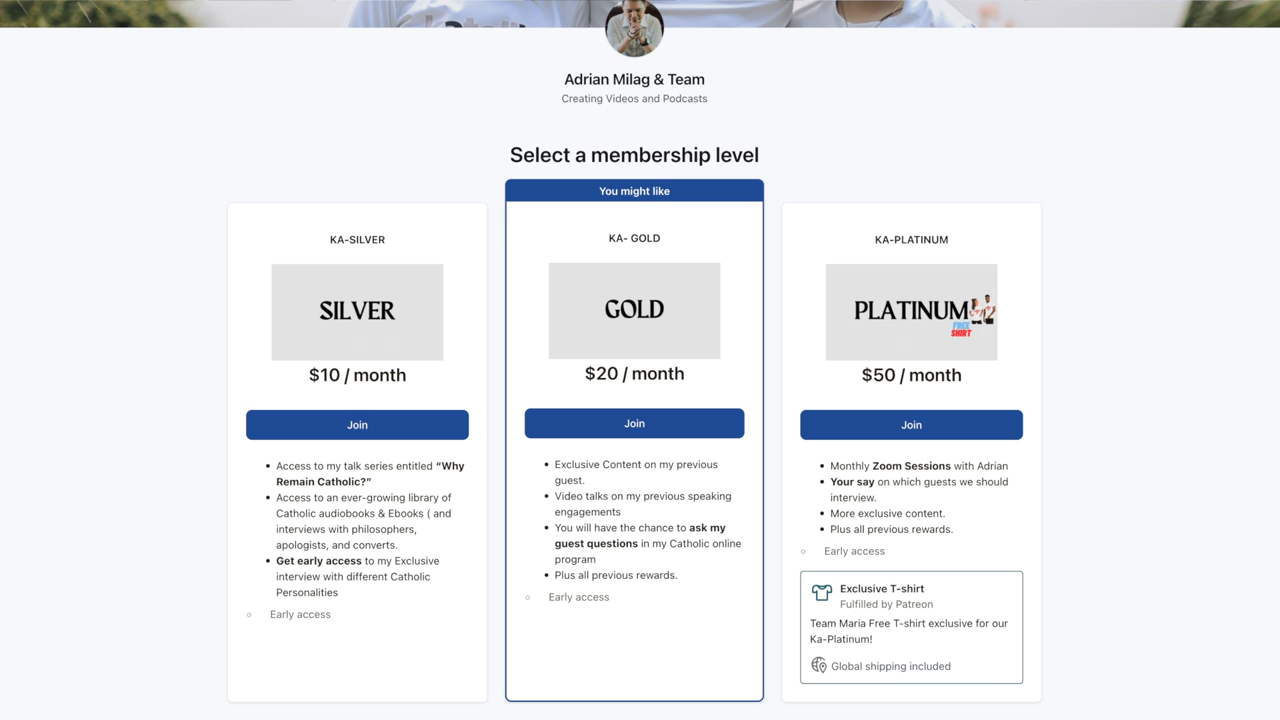 Adrian Milag & Team
Creating Videos and Podcasts
Select a membership level
You might like
KA-SILVER
SILVER
$10 / month
Join
• Access to my talk series entitled “Why
Remain Catholic?”
• Access to an ever-growing library of
Catholic audiobooks & Ebooks ( and
interviews with philosophers,
apologists, and converts.
• Get early access to my Exclusive
interview with different Catholic
Personalities
Early access
KA- GOLD
GOLD
$20 / month
Join
• Exclusive Content on my previous
guest.
• Video talks on my previous speaking
engagements
• You will have the chance to ask my
guest questions in my Catholic online
program
• Plus all previous rewards.
Early access
KA-PLATINUM
PLATINUM
FREE
SHIRT
$50 / month
Join
• Monthly Zoom Sessions with Adrian
• Your say on which guests we should
interview.
• More exclusive content.
• Plus all previous rewards.
Early access
Exclusive T-shirt
Fulfilled by Patreon
Team Maria Free T-shirt exclusive for our
Ka-Platinum!
Global shipping included